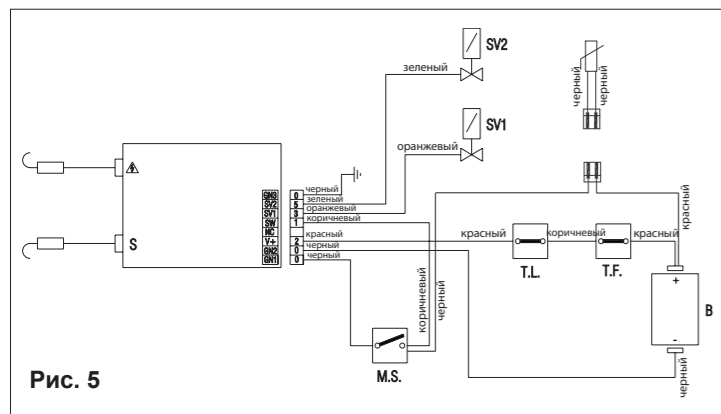 SV2
зеленый
черный
черный
SV1
оранжевый
GN3 0 черный
SV2 5 зеленый
SV1 3 оранжевый
SW 1 коричневый
NC
V+ 2 красный
GN2 0 черный
GN1 0 черный
S
красный
коричневый
красный
красный
T.L.
T.F.
коричневый
черный
+
B
-
черный
M.S.
Рис. 5